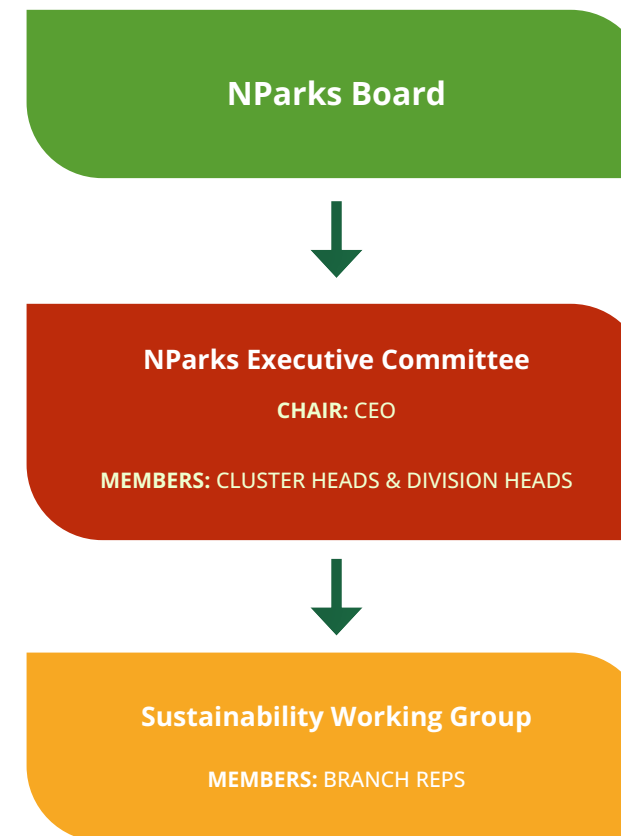 NParks Board
NParks Executive Committee
CHAIR: CEO
MEMBERS: CLUSTER HEADS & DIVISION HEADS
Sustainability Working Group
MEMBERS: BRANCH REPS